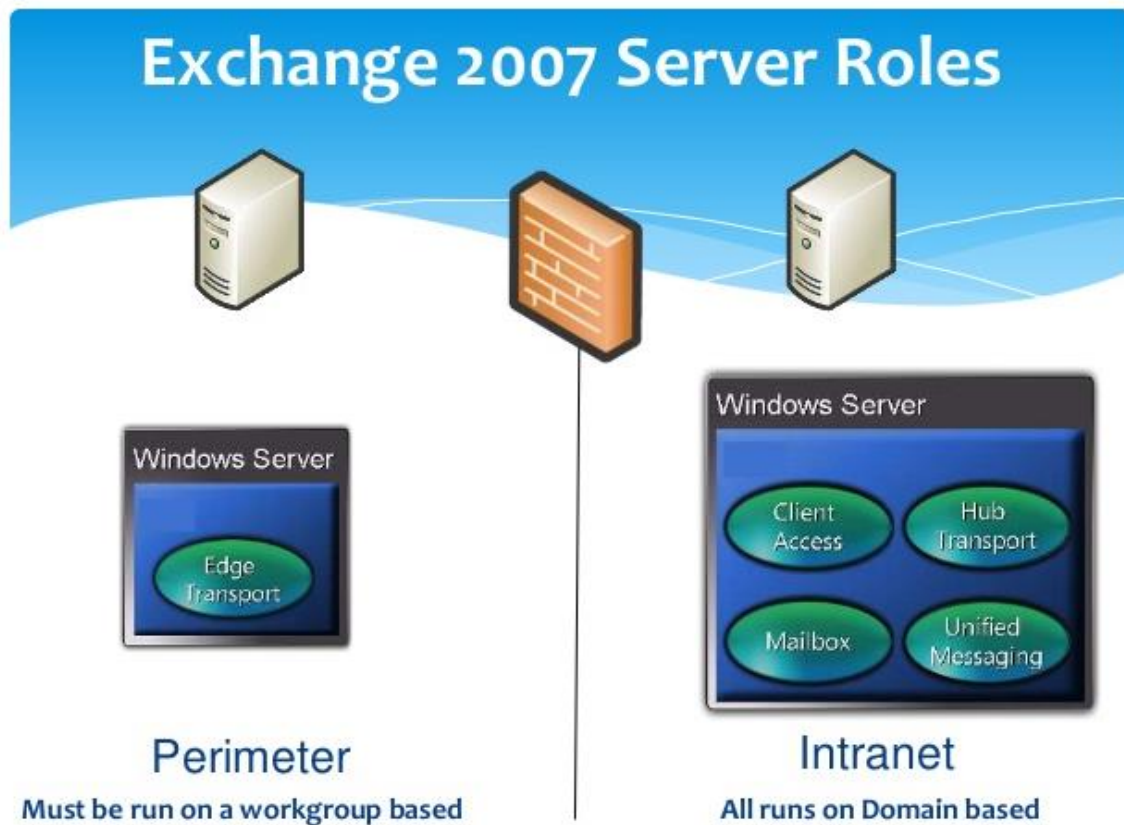 Exchange 2007 Server Roles
Windows Server
Edge
Transport
Perimeter
Must be run on a workgroup based
Windows Server
Client
Access
Hub
Transport
Mailbox
Unified
Messaging
Intranet
All runs on Domain based